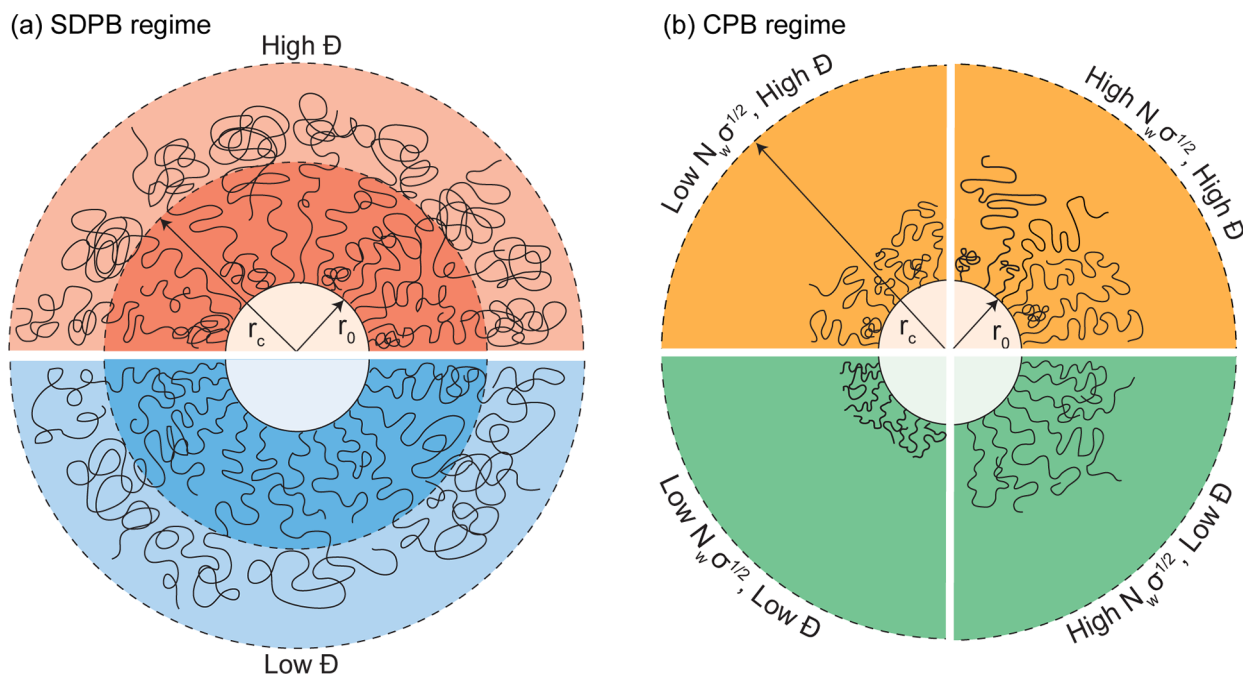 (a) SDPB regime
High Đ
r_c
r_0
Low Đ
(b) CPB regime
Low N_w σ^1/2, High Đ
High N_w σ^1/2, High Đ
r_c
r_0
Low N_w σ^1/2, Low Đ
High N_w σ^1/2, Low Đ